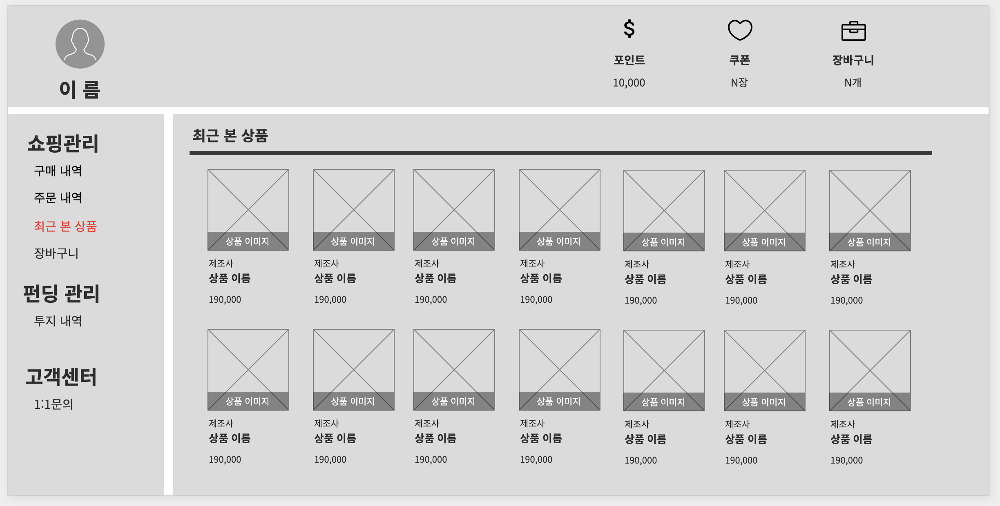 이 름
포인트
10,000
쿠폰
N장
장바구니
N개
쇼핑관리
구매 내역
주문 내역
최근 본 상품
장바구니
펀딩 관리
투지 내역
고객센터
1:1문의
최근 본 상품
상품 이미지 상품 이미지 상품 이미지 상품 이미지 상품 이미지 상품 이미지 상품 이미지
제조사 제조사 제조사 제조사 제조사 제조사 제조사
상품 이름 상품 이름 상품 이름 상품 이름 상품 이름 상품 이름 상품 이름
190,000 190,000 190,000 190,000 190,000 190,000 190,000
상품 이미지 상품 이미지 상품 이미지 상품 이미지 상품 이미지 상품 이미지 상품 이미지
제조사 제조사 제조사 제조사 제조사 제조사 제조사
상품 이름 상품 이름 상품 이름 상품 이름 상품 이름 상품 이름 상품 이름
190,000 190,000 190,000 190,000 190,000 190,000 190,000